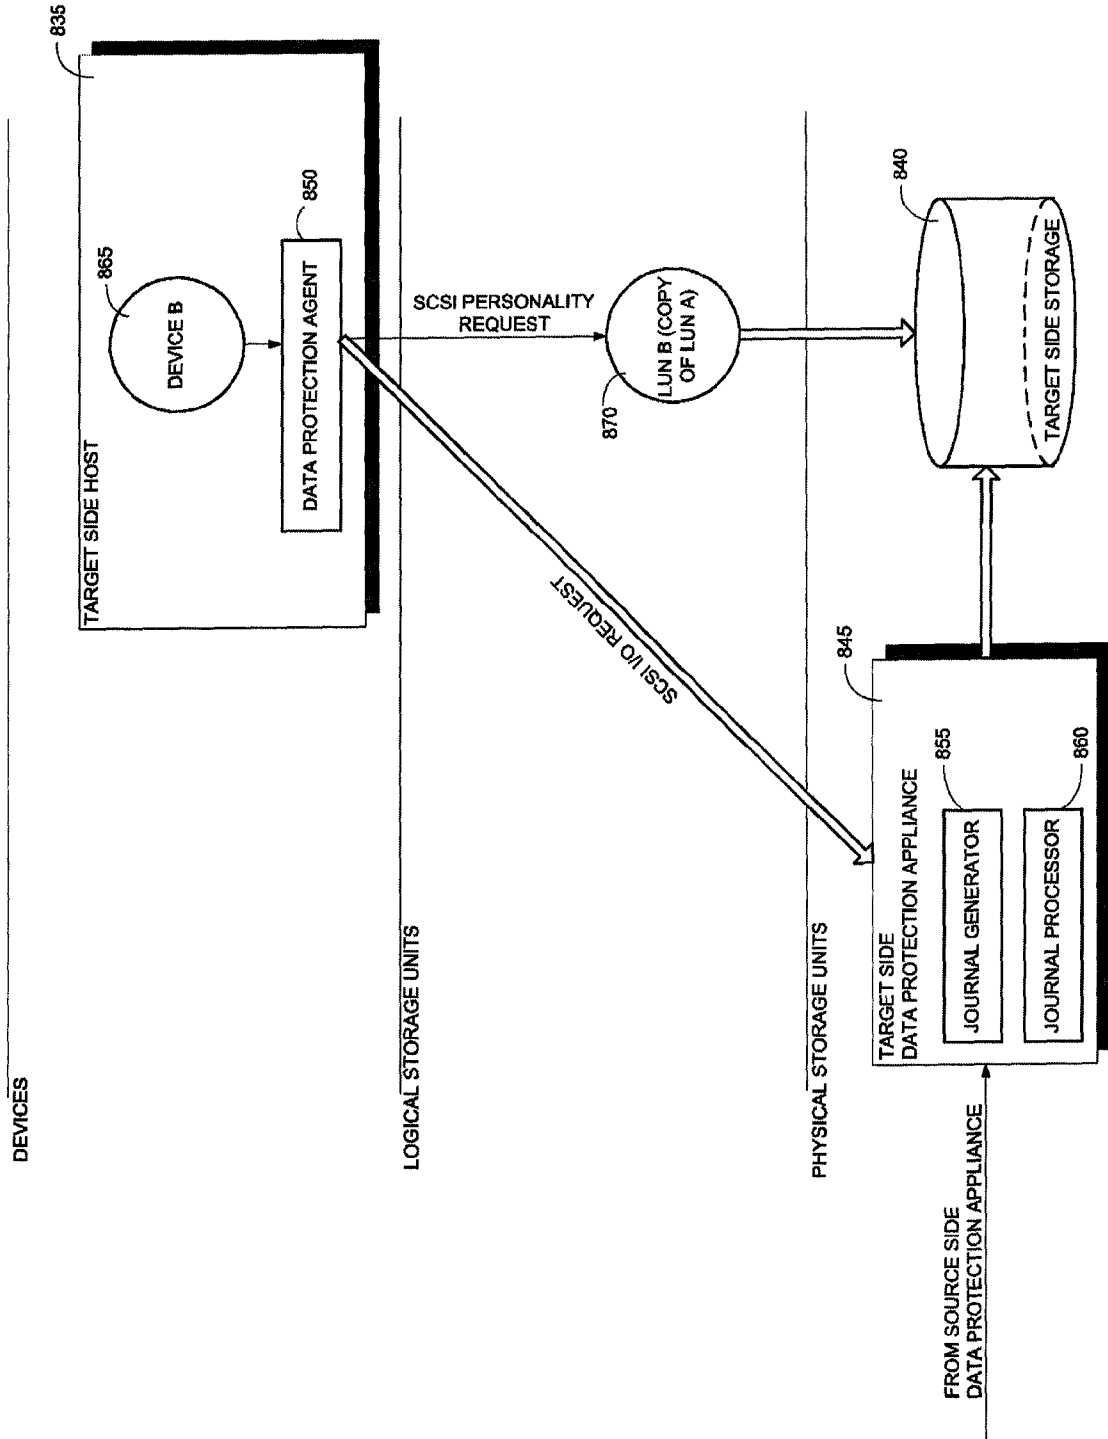 DEVICES
835
TARGET SIDE HOST
865
DEVICE B
850
DATA PROTECTION AGENT
LOGICAL STORAGE UNITS
SCSI PERSONALITY
REQUEST
SCSI I/O REQUEST
870
LUN B (COPY
OF LUN A)
PHYSICAL STORAGE UNITS
840
TARGET SIDE STORAGE
845
TARGET SIDE
DATA PROTECTION APPLIANCE
855
JOURNAL GENERATOR
860
JOURNAL PROCESSOR
FROM SOURCE SIDE
DATA PROTECTION APPLIANCE